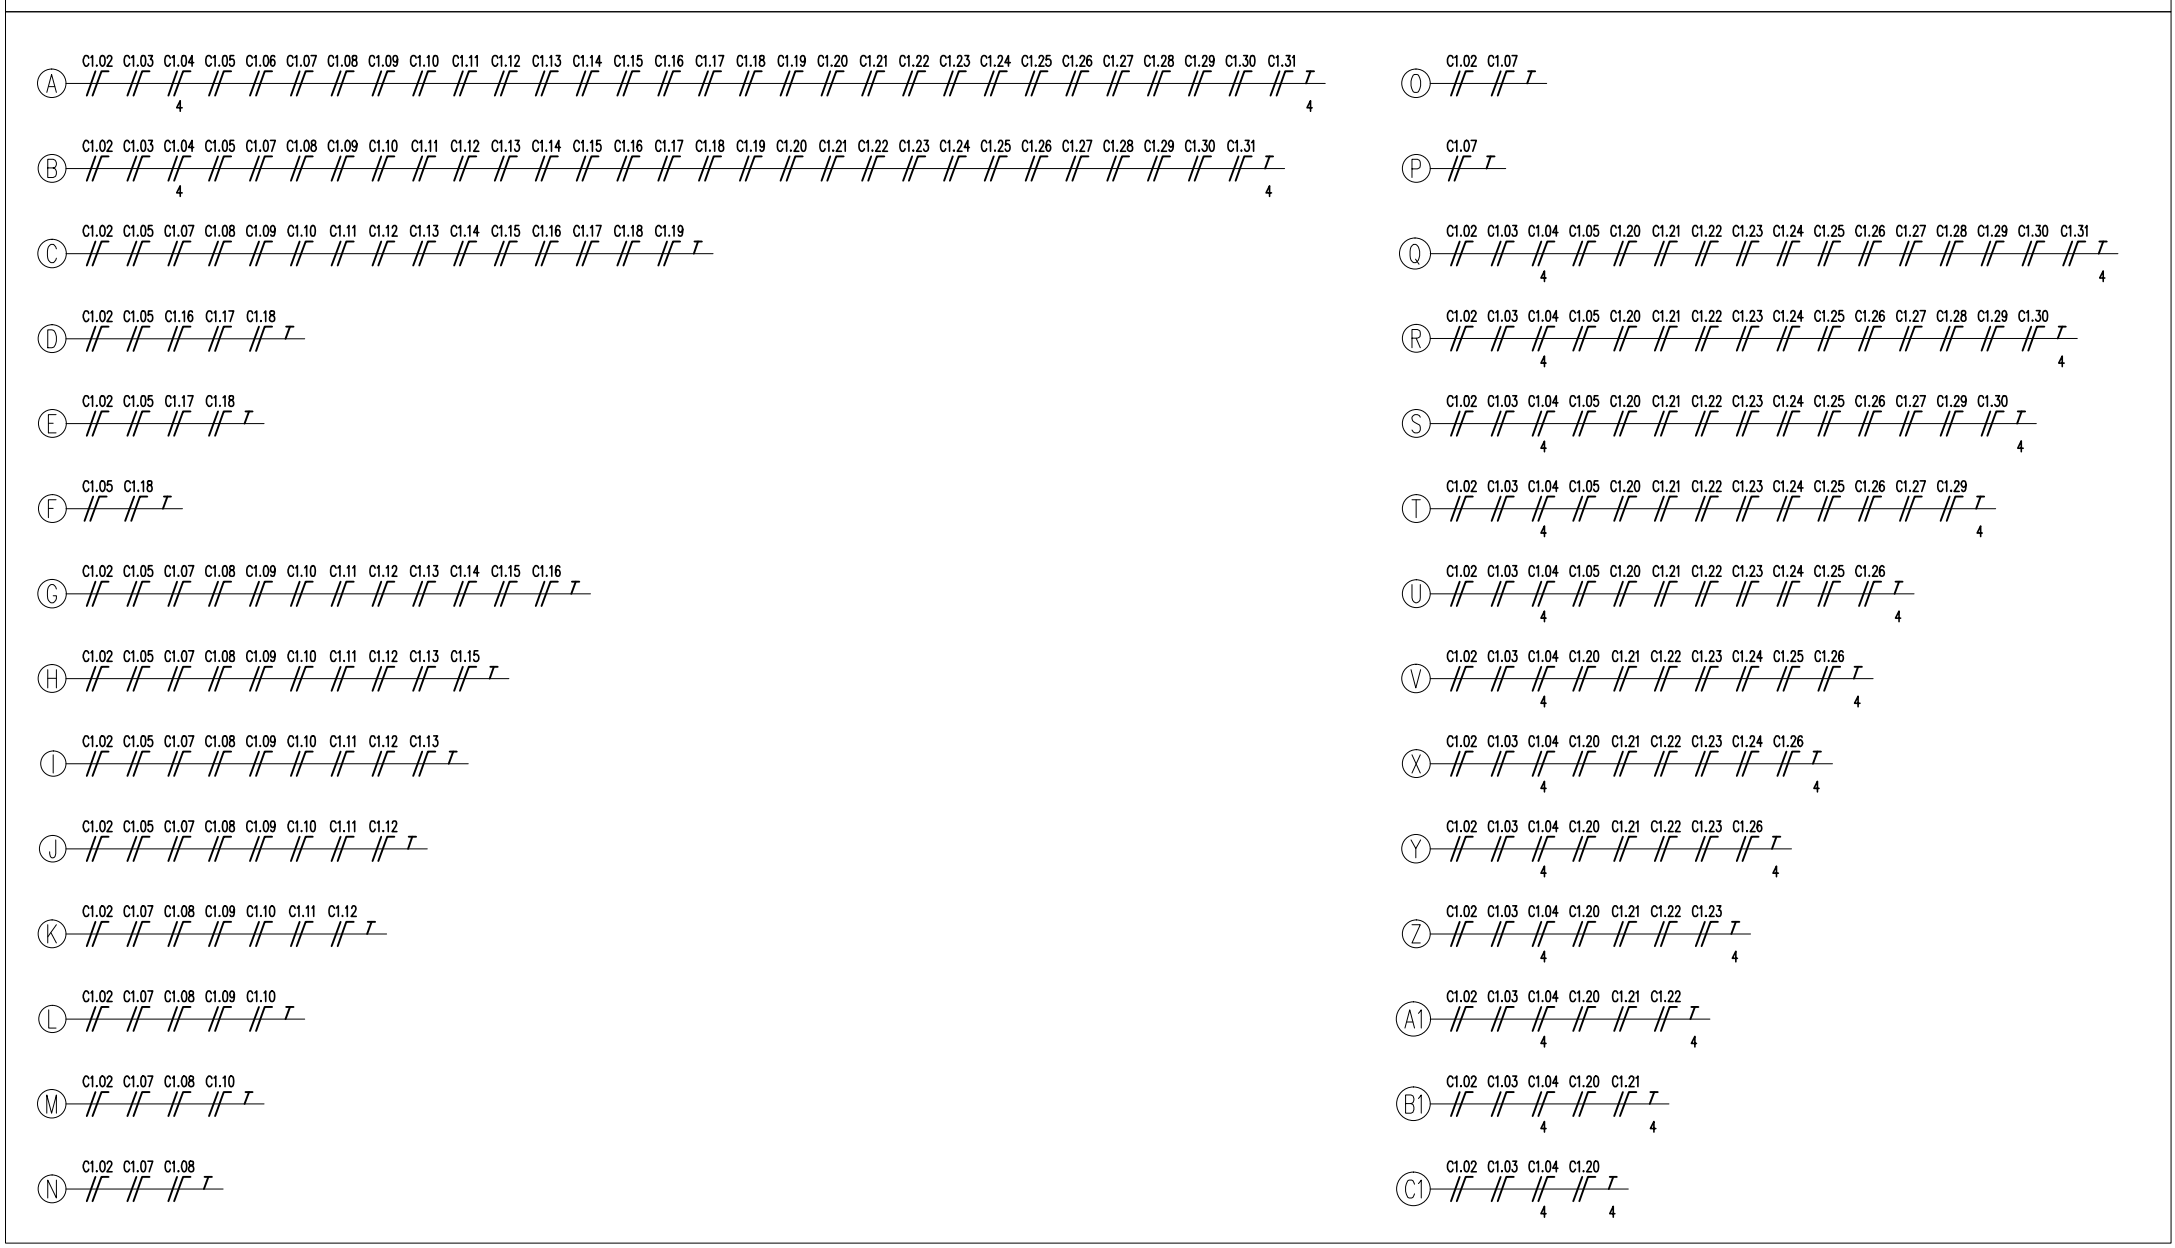 A C1.02 C1.03 C1.04 C1.05 C1.06 C1.07 C1.08 C1.09 C1.10 C1.11 C1.12 C1.13 C1.14 C1.15 C1.16 C1.17 C1.18 C1.19 C1.20 C1.21 C1.22 C1.23 C1.24 C1.25 C1.26 C1.27 C1.28 C1.29 C1.30 C1.31 T
4 4
B C1.02 C1.03 C1.04 C1.05 C1.07 C1.08 C1.09 C1.10 C1.11 C1.12 C1.13 C1.14 C1.15 C1.16 C1.17 C1.18 C1.19 C1.20 C1.21 C1.22 C1.23 C1.24 C1.25 C1.26 C1.27 C1.28 C1.29 C1.30 C1.31 T
4 4
C C1.02 C1.05 C1.07 C1.08 C1.09 C1.10 C1.11 C1.12 C1.13 C1.14 C1.15 C1.16 C1.17 C1.18 C1.19 T
D C1.02 C1.05 C1.16 C1.17 C1.18 T
E C1.02 C1.05 C1.17 C1.18 T
F C1.05 C1.18 T
G C1.02 C1.05 C1.07 C1.08 C1.09 C1.10 C1.11 C1.12 C1.13 C1.14 C1.15 C1.16 T
H C1.02 C1.05 C1.07 C1.08 C1.09 C1.10 C1.11 C1.12 C1.13 C1.15 T
I C1.02 C1.05 C1.07 C1.08 C1.09 C1.10 C1.11 C1.12 C1.13 T
J C1.02 C1.05 C1.07 C1.08 C1.09 C1.10 C1.11 C1.12 T
K C1.02 C1.07 C1.08 C1.09 C1.10 C1.11 C1.12 T
L C1.02 C1.07 C1.08 C1.09 C1.10 T
M C1.02 C1.07 C1.08 C1.10 T
N C1.02 C1.07 C1.08 T
O C1.02 C1.07 T
P C1.07 T
Q C1.02 C1.03 C1.04 C1.05 C1.20 C1.21 C1.22 C1.23 C1.24 C1.25 C1.26 C1.27 C1.28 C1.29 C1.30 C1.31 T
4 4
R C1.02 C1.03 C1.04 C1.05 C1.20 C1.21 C1.22 C1.23 C1.24 C1.25 C1.26 C1.27 C1.28 C1.29 C1.30 T
4 4
S C1.02 C1.03 C1.04 C1.05 C1.20 C1.21 C1.22 C1.23 C1.24 C1.25 C1.26 C1.27 C1.29 C1.30 T
4 4
T C1.02 C1.03 C1.04 C1.05 C1.20 C1.21 C1.22 C1.23 C1.24 C1.25 C1.26 C1.27 C1.29 T
4 4
U C1.02 C1.03 C1.04 C1.05 C1.20 C1.21 C1.22 C1.23 C1.24 C1.25 C1.26 T
4 4
V C1.02 C1.03 C1.04 C1.20 C1.21 C1.22 C1.23 C1.24 C1.25 C1.26 T
4 4
X C1.02 C1.03 C1.04 C1.20 C1.21 C1.22 C1.23 C1.24 C1.26 T
4 4
Y C1.02 C1.03 C1.04 C1.20 C1.21 C1.22 C1.23 C1.26 T
4 4
Z C1.02 C1.03 C1.04 C1.20 C1.21 C1.22 C1.23 T
4 4
A1 C1.02 C1.03 C1.04 C1.20 C1.21 C1.22 T
4 4
B1 C1.02 C1.03 C1.04 C1.20 C1.21 T
4 4
C1 C1.02 C1.03 C1.04 C1.20 T
4 4